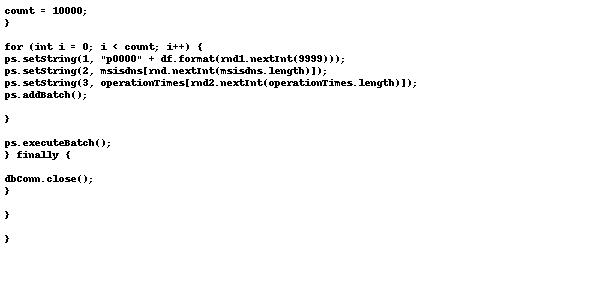 count = 10000;
}
for (int i = 0; i < count; i++) {
ps.setString(1, "p0000" + df.format(rnd1.nextInt(9999)));
ps.setString(2, msisdns[rnd.nextInt(msisdns.length)]);
ps.setString(3, operationTimes[rnd2.nextInt(operationTimes.length)]);
ps.addBatch();
}
ps.executeBatch();
} finally {
dbConn.close();
}
}
}